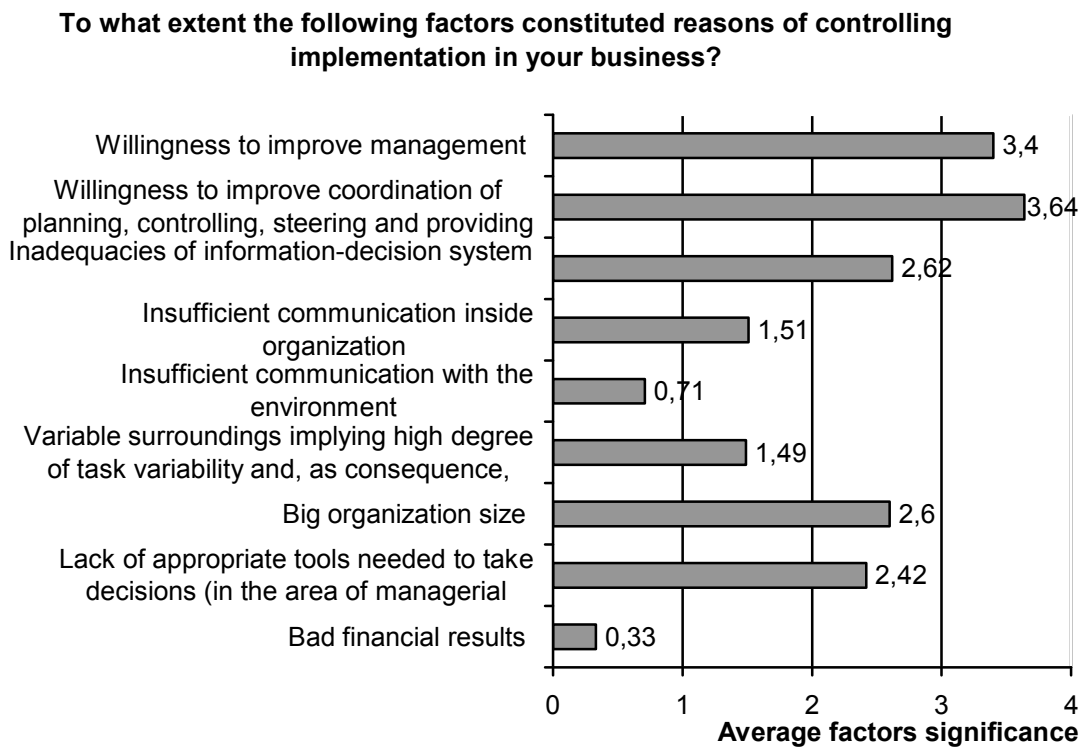 To what extent the following factors constituted reasons of controlling
implementation in your business?
Willingness to improve management
3,4
Willingness to improve coordination of
planning, controlling, steering and providing
3,64
Inadequacies of information-decision system
2,62
Insufficient communication inside
organization
1,51
Insufficient communication with the
environment
0,71
Variable surroundings implying high degree
of task variability and, as consequence,
1,49
Big organization size
2,6
Lack of appropriate tools needed to take
decisions (in the area of managerial
2,42
Bad financial results
0,33
0 1 2 3 4
Average factors significance